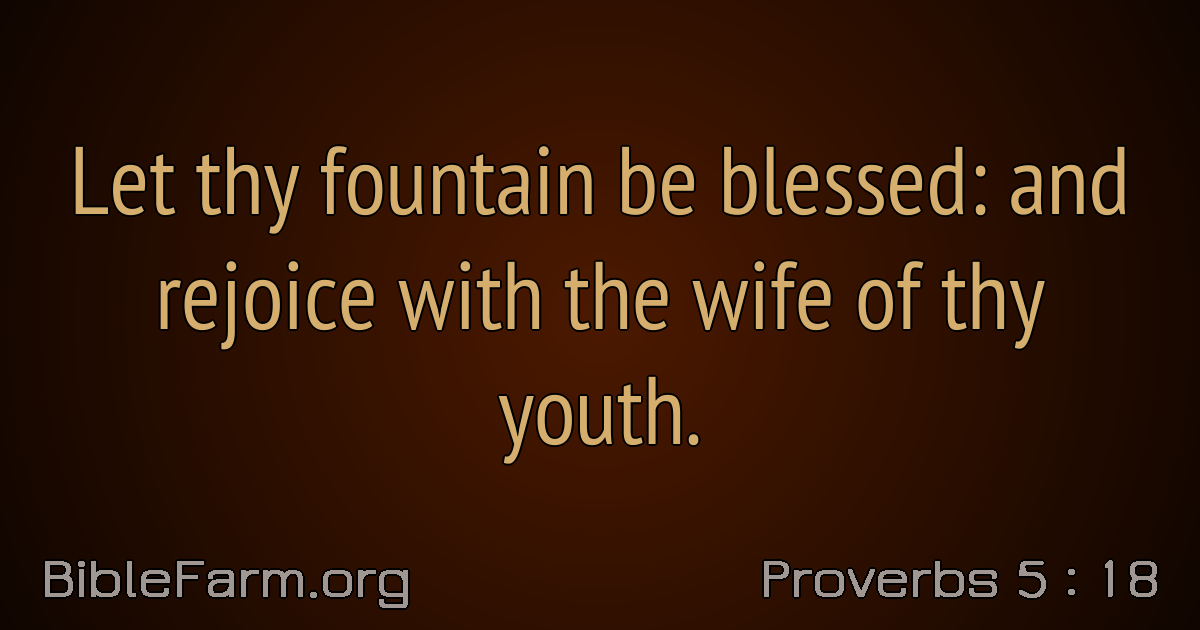 Let thy fountain be blessed: and
rejoice with the wife of thy
youth.
BibleFarm.org
Proverbs 5 : 18